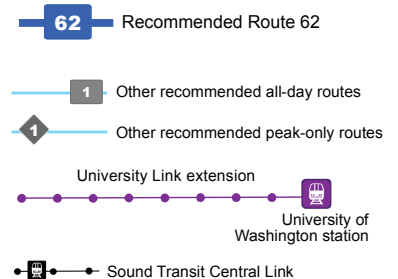 62 Recommended Route 62
1 Other recommended all-day routes
1 Other recommended peak-only routes
University Link extension
University of
Washington station
Sound Transit Central Link